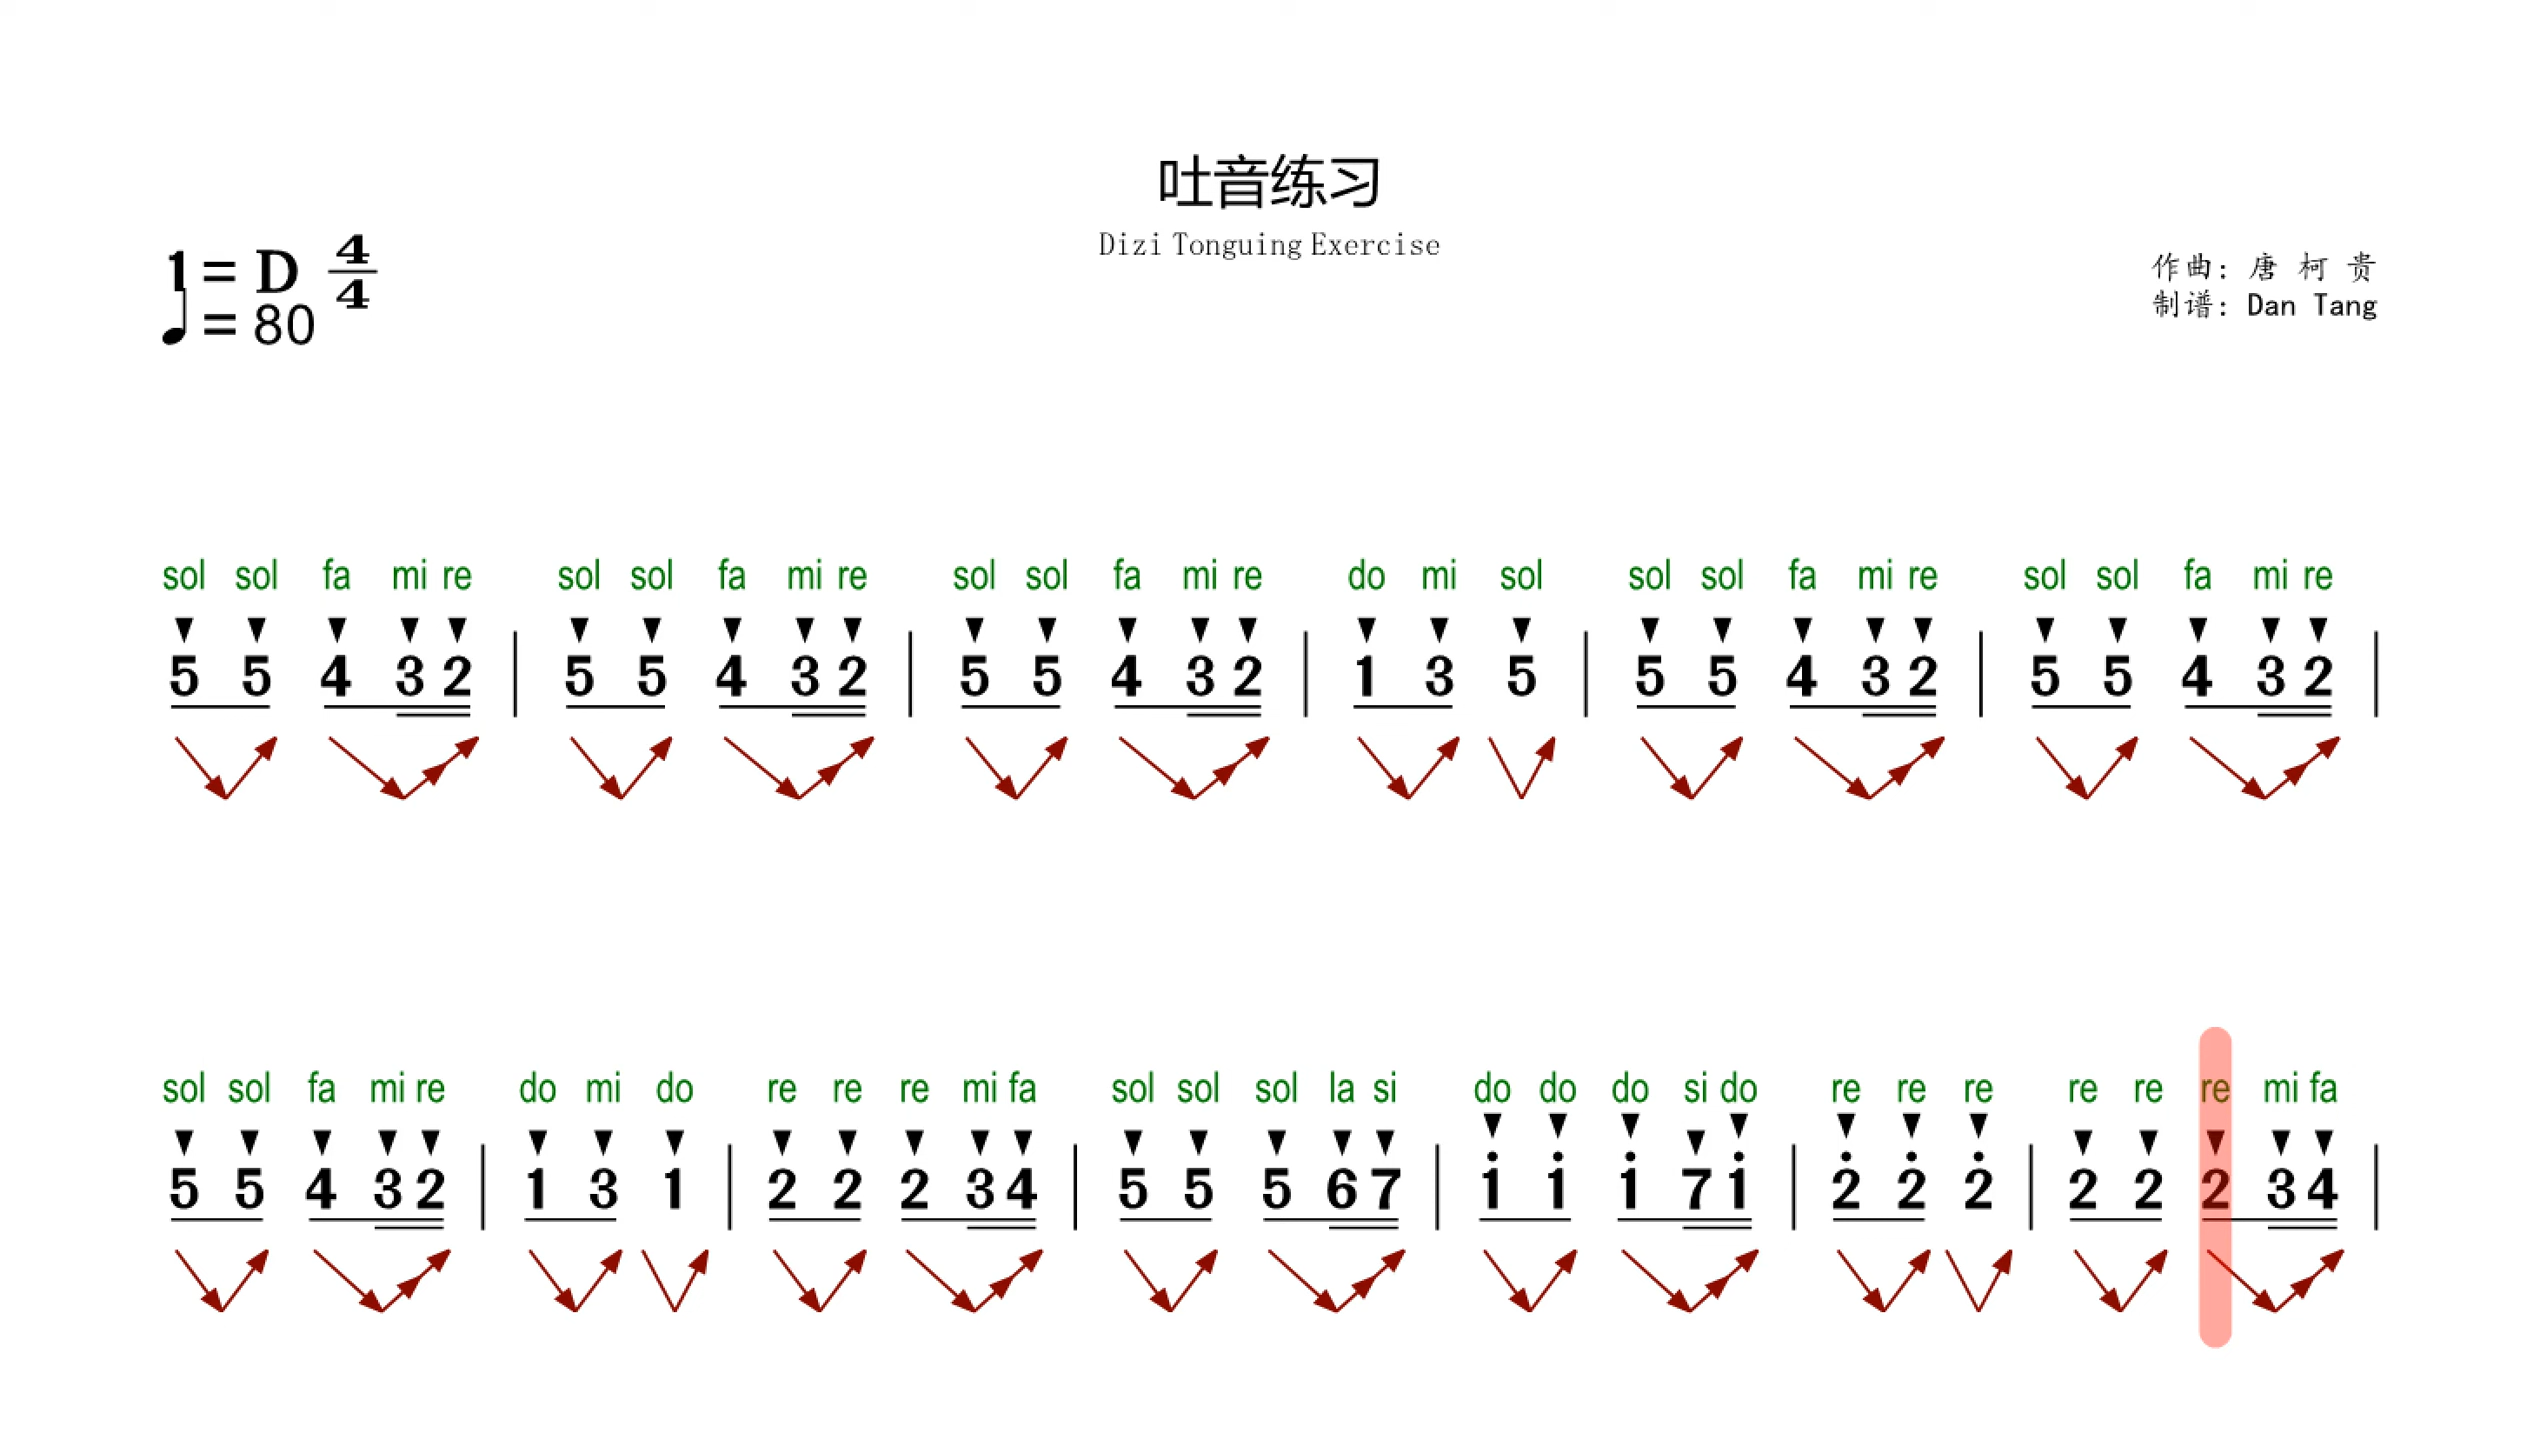 吐音练习
Dizi Tonguing Exercise
1 = D 4/4
♩ = 80
作曲: 唐 柯 贵
制谱: Dan Tang
sol sol fa mi re sol sol fa mi re sol sol fa mi re do mi sol sol sol fa mi re sol sol fa mi re
5 5 4 3 2 | 5 5 4 3 2 | 5 5 4 3 2 | 1 3 5 | 5 5 4 3 2 | 5 5 4 3 2 |
sol sol fa mi re do mi do re re re mi fa sol sol sol la si do do do si do re re re re re re mi fa
5 5 4 3 2 | 1 3 1 | 2 2 2 3 4 | 5 5 5 6 7 | 1̇ 1̇ 1̇ 7 1̇ | 2̇ 2̇ 2̇ | 2 2 2 3 4 |